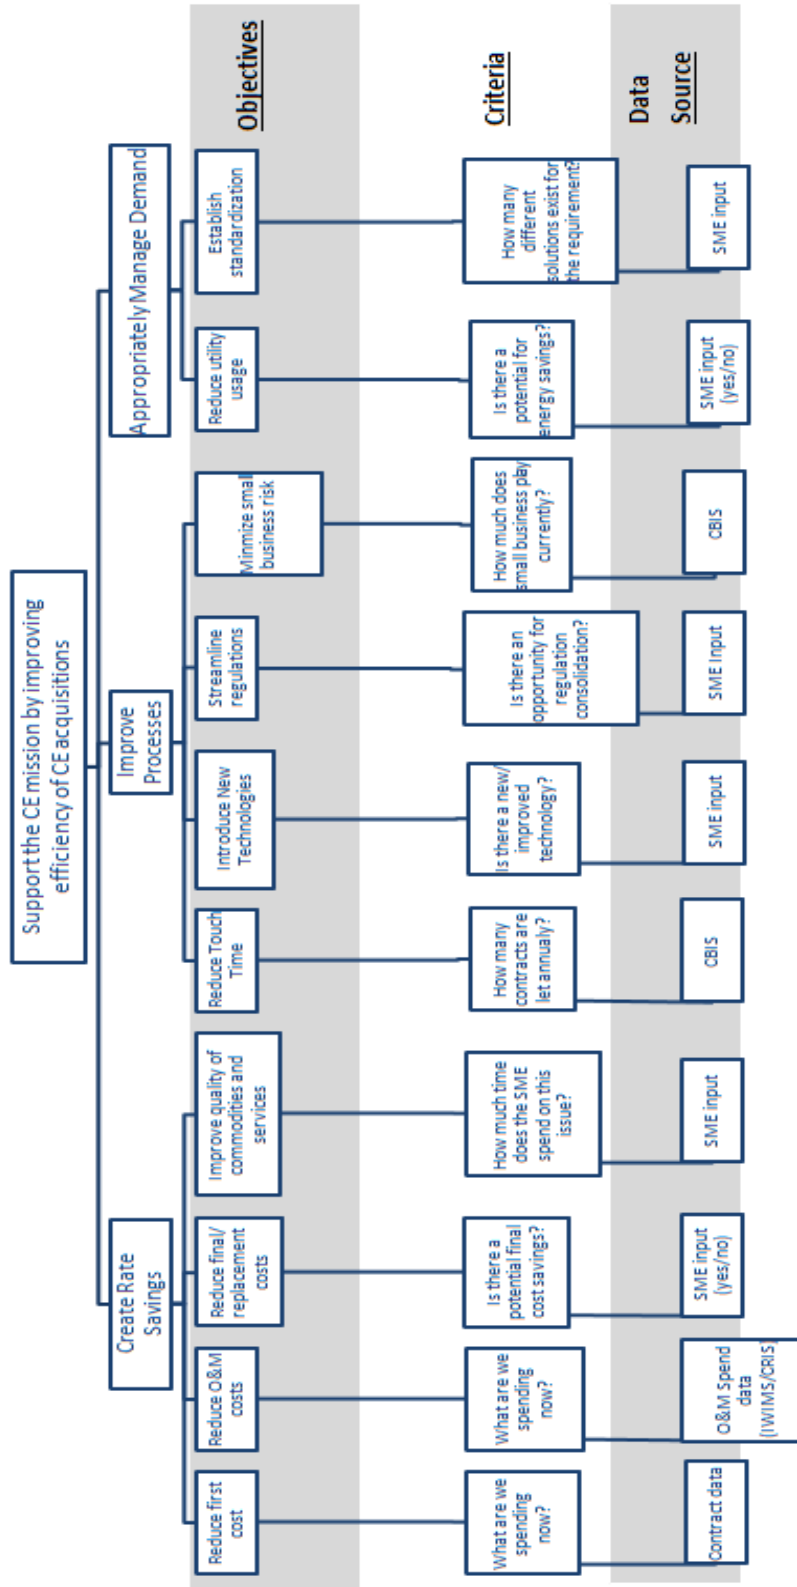 Support the CE mission by improving
efficiency of CE acquisitions
Create Rate
Savings
Improve
Processes
Appropriately Manage Demand
Objectives
Reduce first
cost
Reduce O&M
costs
Reduce final/
replacement
costs
Improve quality of
commodities and
services
Reduce Touch
Time
Introduce New
Technologies
Streamline
regulations
Minmize small
business risk
Reduce utility
usage
Establish
standardization
Criteria
What are we
spending
now?
What are we
spending
now?
Is there a
potential final
cost savings?
How much time
does the SME
spend on this
issue?
How many
contracts are
let annualy?
Is there a new/
improved
technology?
Is there an
opportunity for
regulation
consolidation?
How much does
small business play
currently?
Is there a
potential for
energy savings?
How many
different
solutions exist for
the requirement?
Data
Source
Contract data
O&M Spend
data
(IWIMS/CRIS)
SME input
(yes/no)
SME input
CBIS
SME input
SME Input
CBIS
SME input
(yes/no)
SME input